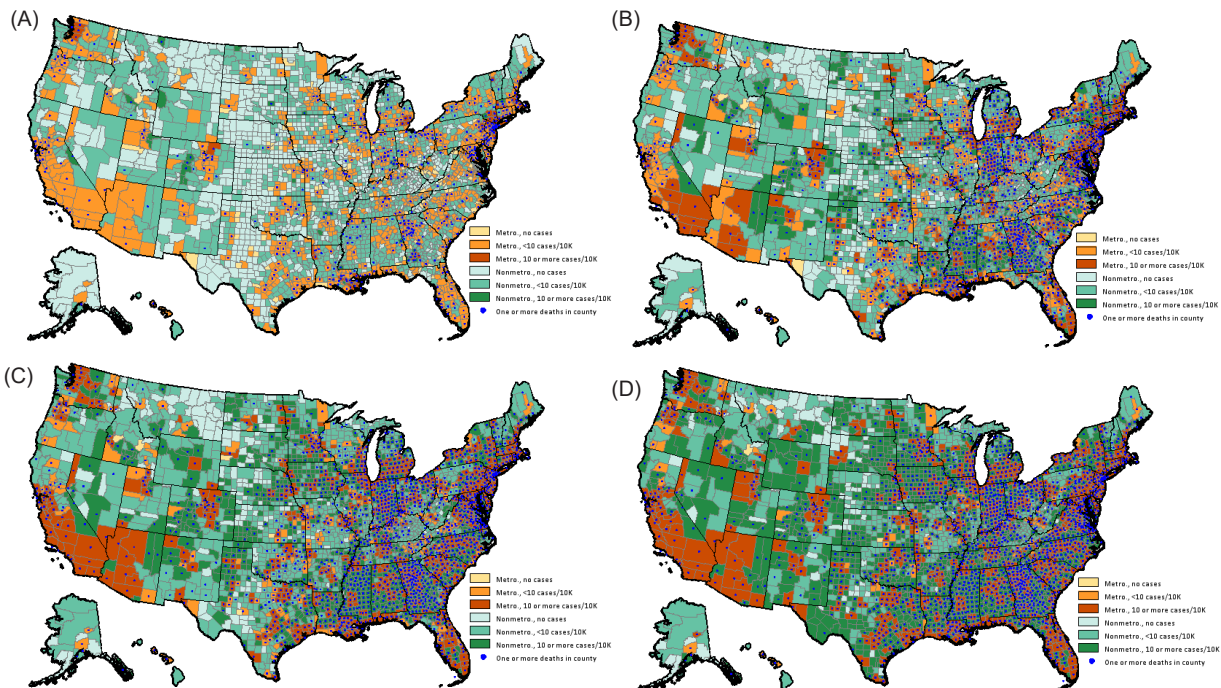 (A)
Metro., no cases
Metro., <10 cases/10K
Metro., 10 or more cases/10K
Nonmetro., no cases
Nonmetro., <10 cases/10K
Nonmetro., 10 or more cases/10K
One or more deaths in county
(B)
Metro., no cases
Metro., <10 cases/10K
Metro., 10 or more cases/10K
Nonmetro., no cases
Nonmetro., <10 cases/10K
Nonmetro., 10 or more cases/10K
One or more deaths in county
(C)
Metro., no cases
Metro., <10 cases/10K
Metro., 10 or more cases/10K
Nonmetro., no cases
Nonmetro., <10 cases/10K
Nonmetro., 10 or more cases/10K
One or more deaths in county
(D)
Metro., no cases
Metro., <10 cases/10K
Metro., 10 or more cases/10K
Nonmetro., no cases
Nonmetro., <10 cases/10K
Nonmetro., 10 or more cases/10K
One or more deaths in county